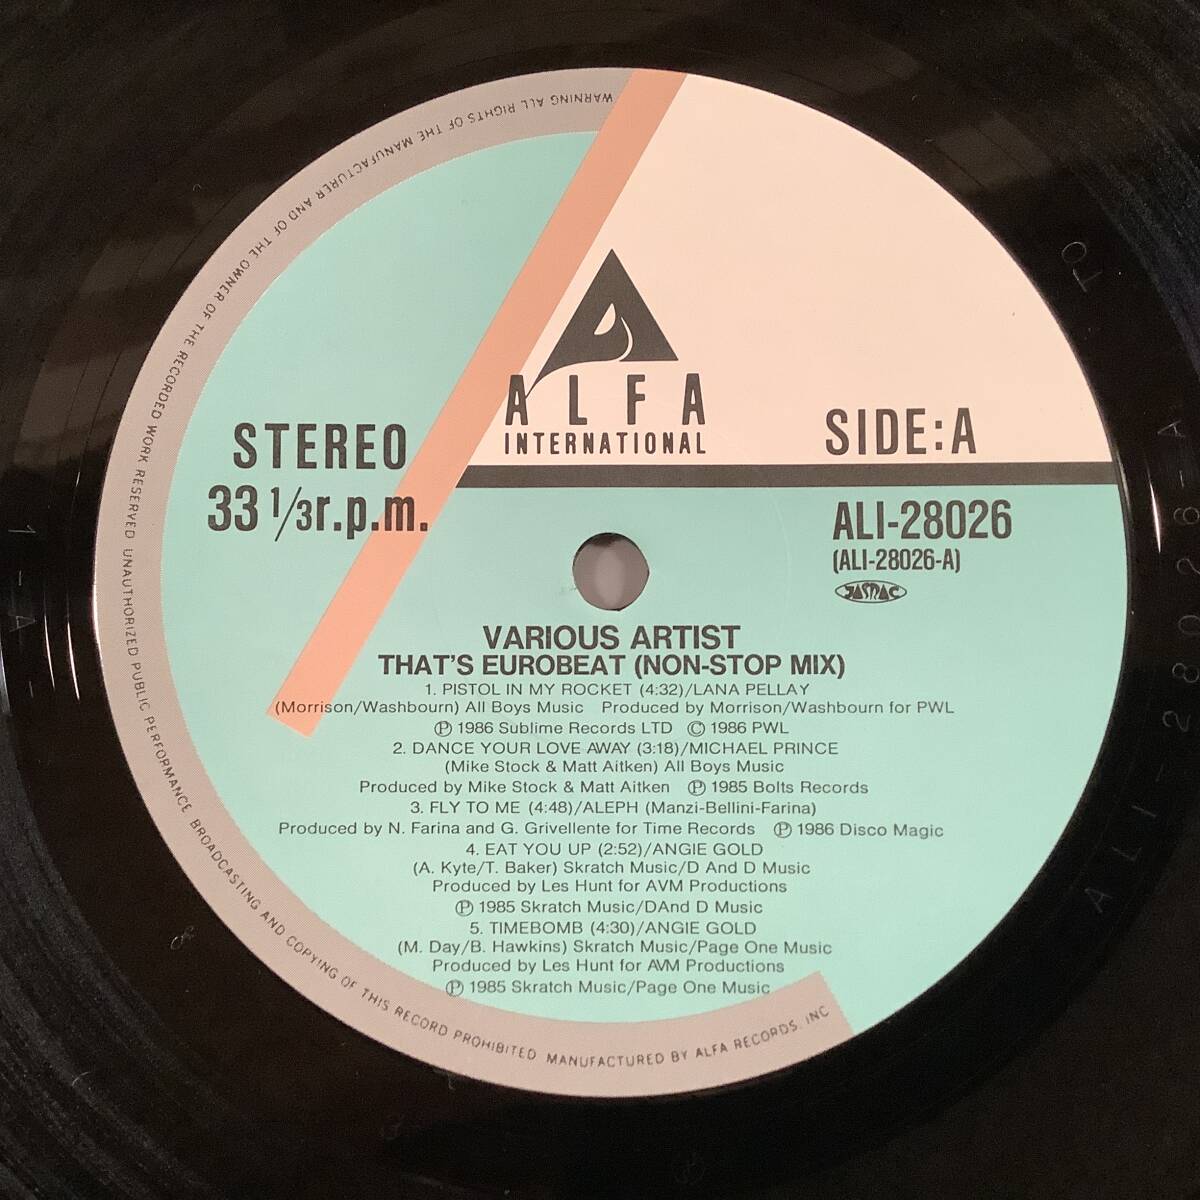 ALFA
INTERNATIONAL
STEREO
33 1/3r.p.m.
SIDE:A
ALI-28026
(ALI-28026-A)
JASRAC
VARIOUS ARTIST
THAT'S EUROBEAT (NON-STOP MIX)
1. PISTOL IN MY ROCKET (4:32)/LANA PELLAY
(Morrison/Washbourn) All Boys Music Produced by Morrison/Washbourn for PWL
Ⓟ 1986 Sublime Records LTD © 1986 PWL
2. DANCE YOUR LOVE AWAY (3:18)/MICHAEL PRINCE
(Mike Stock & Matt Aitken) All Boys Music
Produced by Mike Stock & Matt Aitken Ⓟ 1985 Bolts Records
3. FLY TO ME (4:48)/ALEPH (Manzi-Bellini-Farina)
Produced by N. Farina and G. Grivellente for Time Records Ⓟ 1986 Disco Magic
4. EAT YOU UP (2:52)/ANGIE GOLD
(A. Kyte/T. Baker) Skratch Music/D And D Music
Produced by Les Hunt for AVM Productions
Ⓟ 1985 Skratch Music/DAnd D Music
5. TIMEBOMB (4:30)/ANGIE GOLD
(M. Day/B. Hawkins) Skratch Music/Page One Music
Produced by Les Hunt for AVM Productions
Ⓟ 1985 Skratch Music/Page One Music
WARNING ALL RIGHTS OF THE MANUFACTURER AND OF THE OWNER OF THE RECORDED WORK RESERVED UNAUTHORIZED PUBLIC PERFORMANCE BROADCASTING AND COPYING OF THIS RECORD PROHIBITED MANUFACTURED BY ALFA RECORDS, INC
ALI-28026-A
TO
1-A-1